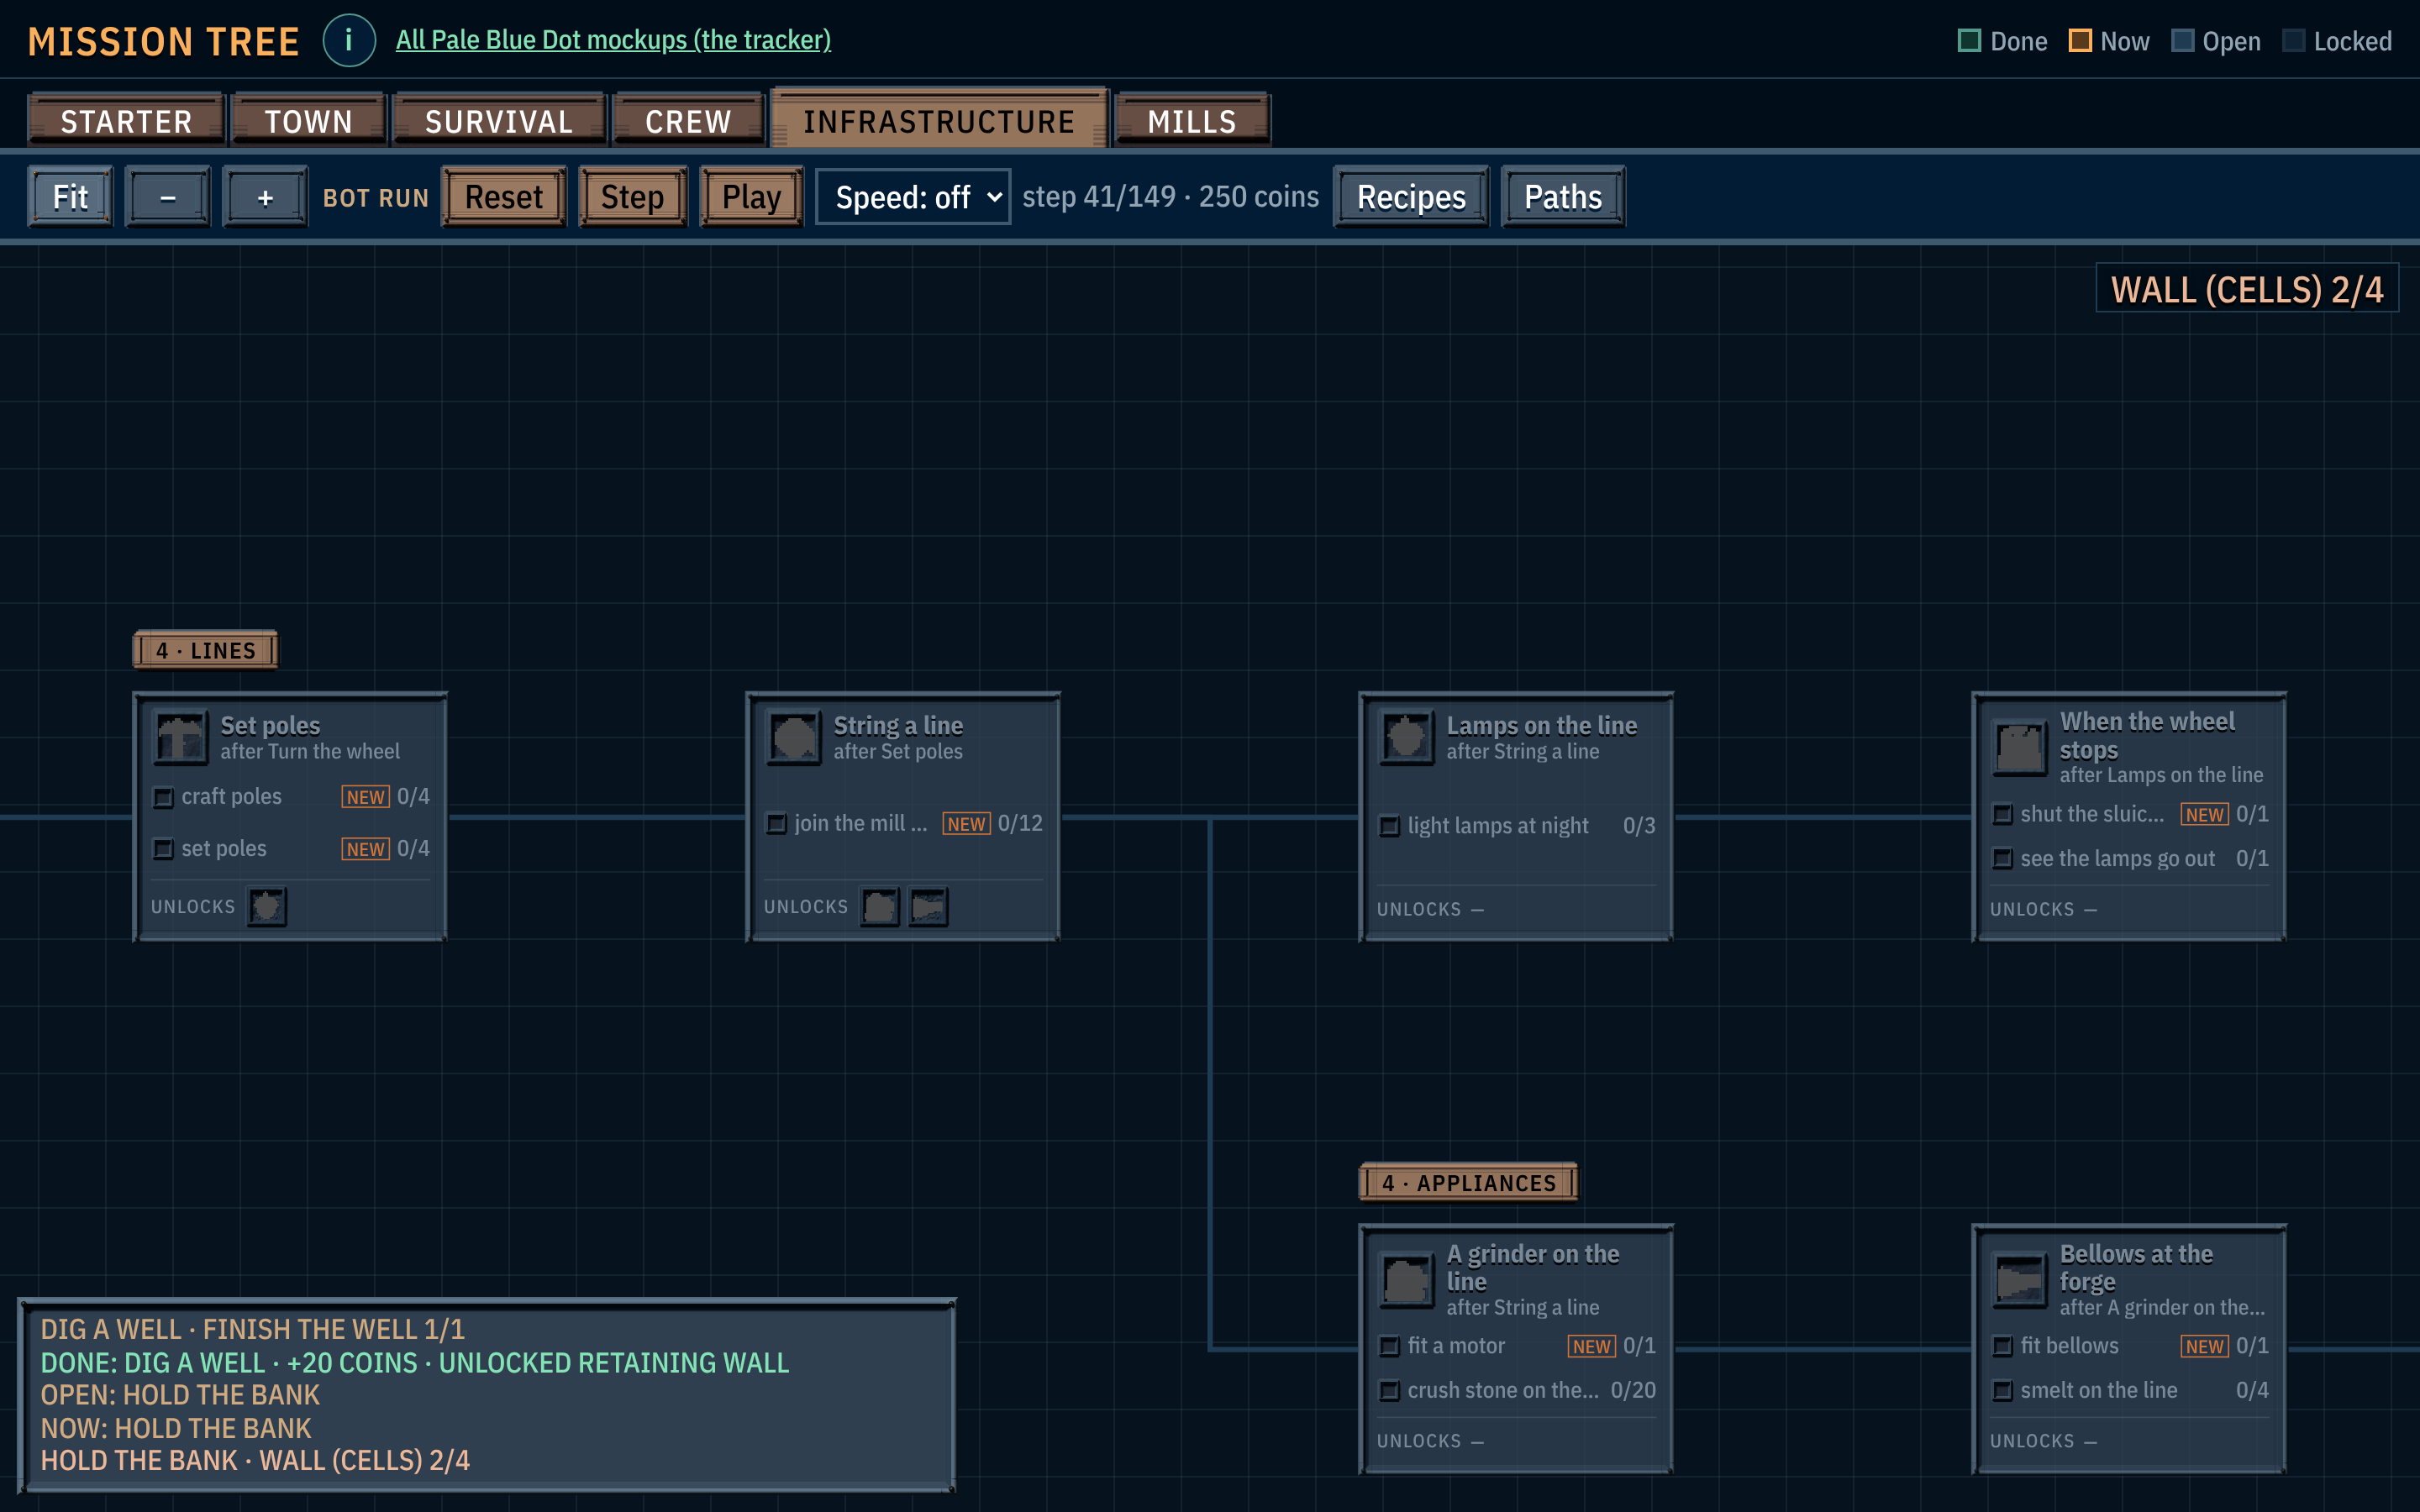 MISSION TREE
i
All Pale Blue Dot mockups (the tracker)
Done
Now
Open
Locked
STARTER
TOWN
SURVIVAL
CREW
INFRASTRUCTURE
MILLS
Fit
−
+
BOT RUN
Reset
Step
Play
Speed: off
step 41/149 · 250 coins
Recipes
Paths
WALL (CELLS) 2/4
4 · LINES
Set poles
after Turn the wheel
craft poles NEW 0/4
set poles NEW 0/4
UNLOCKS
String a line
after Set poles
join the mill ... NEW 0/12
UNLOCKS
Lamps on the line
after String a line
light lamps at night 0/3
UNLOCKS —
When the wheel
stops
after Lamps on the line
shut the sluic... NEW 0/1
see the lamps go out 0/1
UNLOCKS —
4 · APPLIANCES
A grinder on the
line
after String a line
fit a motor NEW 0/1
crush stone on the... 0/20
UNLOCKS —
Bellows at the
forge
after A grinder on the...
fit bellows NEW 0/1
smelt on the line 0/4
UNLOCKS —
DIG A WELL · FINISH THE WELL 1/1
DONE: DIG A WELL · +20 COINS · UNLOCKED RETAINING WALL
OPEN: HOLD THE BANK
NOW: HOLD THE BANK
HOLD THE BANK · WALL (CELLS) 2/4